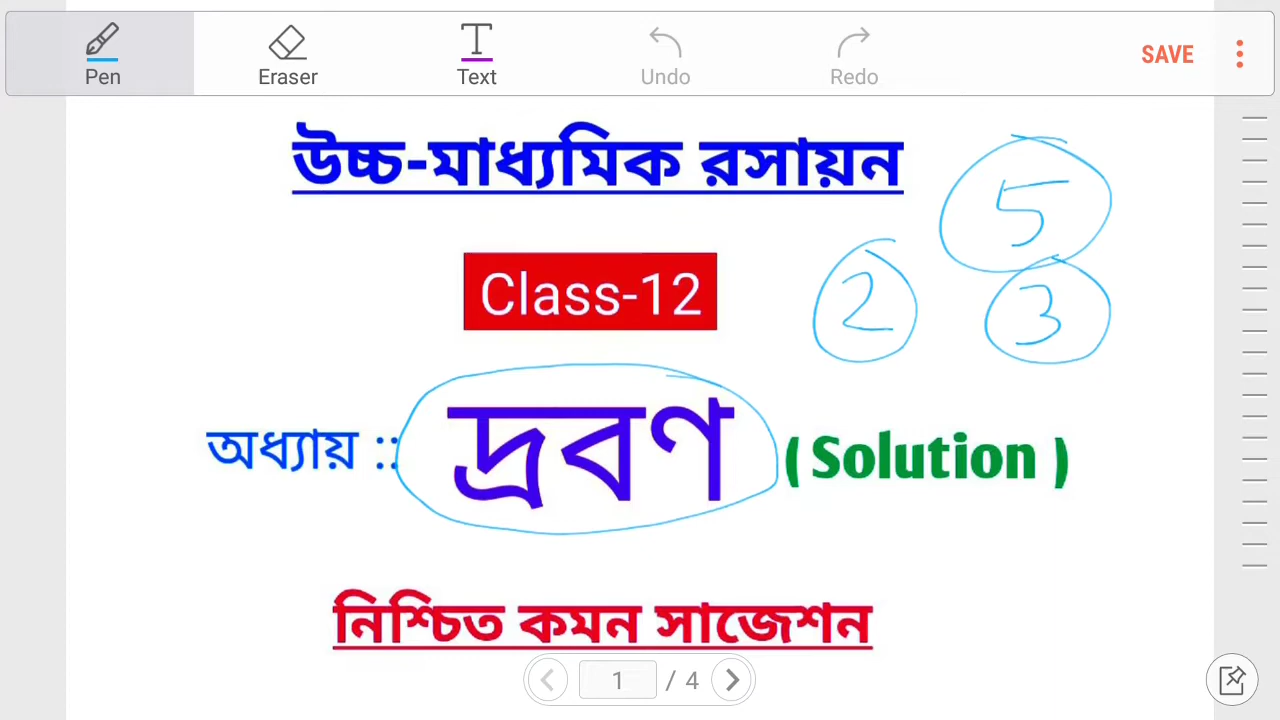 Pen
Eraser
Text
Undo
Redo
SAVE
উচ্চ-মাধ্যমিক রসায়ন
5
Class-12
2
3
অধ্যায় :: দ্রবণ (Solution)
নিশ্চিত কমন সাজেশন
1 / 4